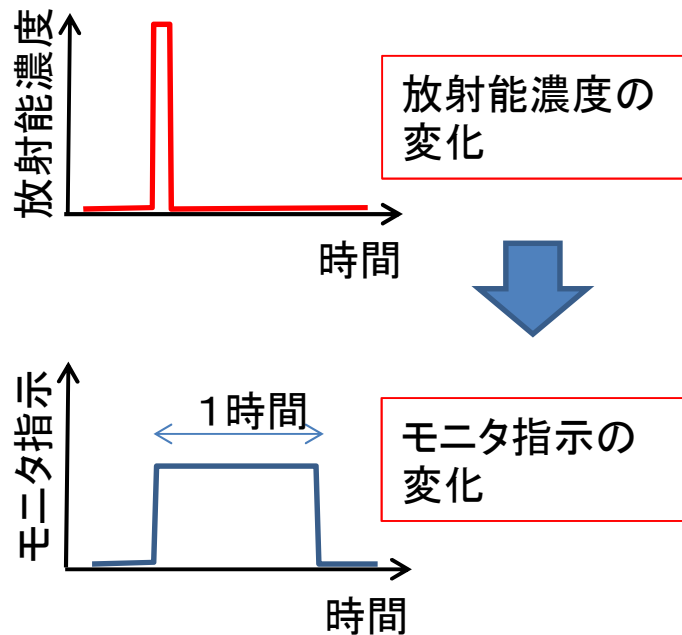 放射能濃度
放射能濃度の
変化
時間
モニタ指示
1時間
モニタ指示の
変化
時間